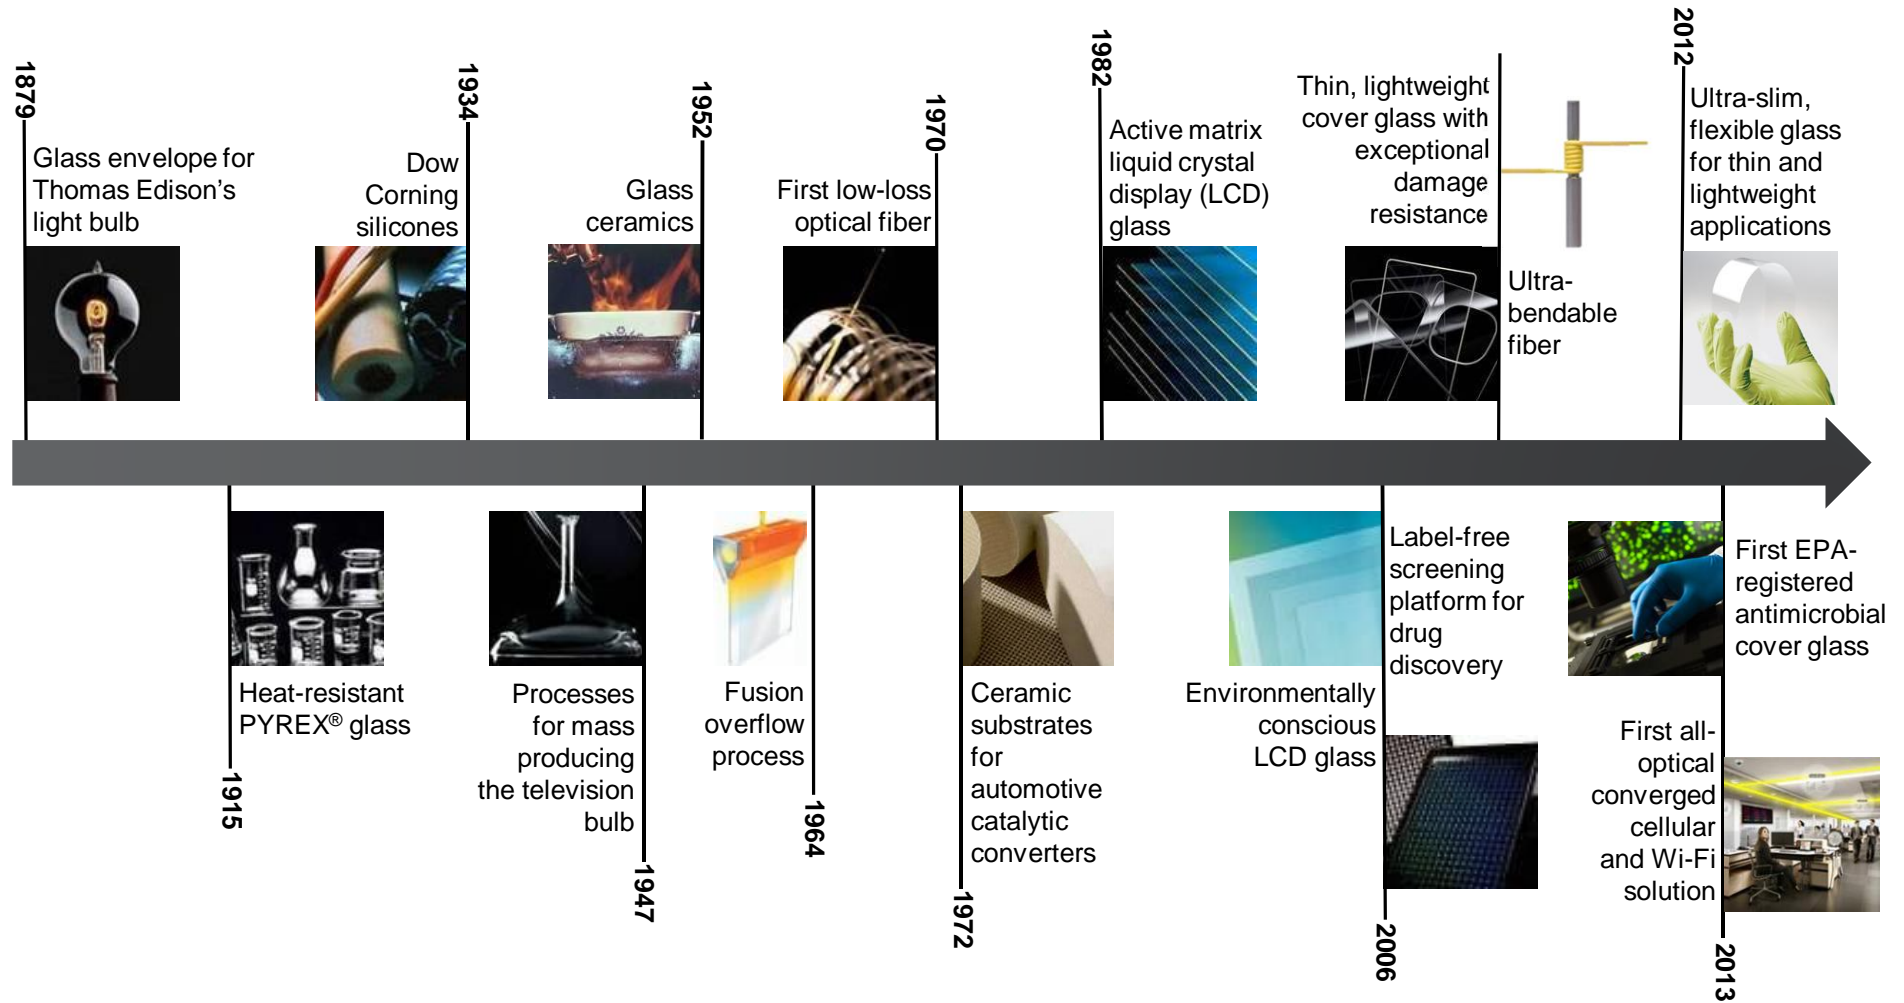 1879
Glass envelope for
Thomas Edison’s
light bulb
1934
Dow
Corning
silicones
1952
Glass
ceramics
1970
First low-loss
optical fiber
1982
Active matrix
liquid crystal
display (LCD)
glass
Thin, lightweight
cover glass with
exceptional
damage
resistance
Ultra-
bendable
fiber
2012
Ultra-slim,
flexible glass
for thin and
lightweight
applications
Heat-resistant
PYREX® glass
1915
Processes
for mass
producing
the television
bulb
1947
Fusion
overflow
process
1964
Ceramic
substrates
for
automotive
catalytic
converters
1972
Environmentally
conscious
LCD glass
Label-free
screening
platform for
drug
discovery
2006
First EPA-
registered
antimicrobial
cover glass
First all-
optical
converged
cellular
and Wi-Fi
solution
2013